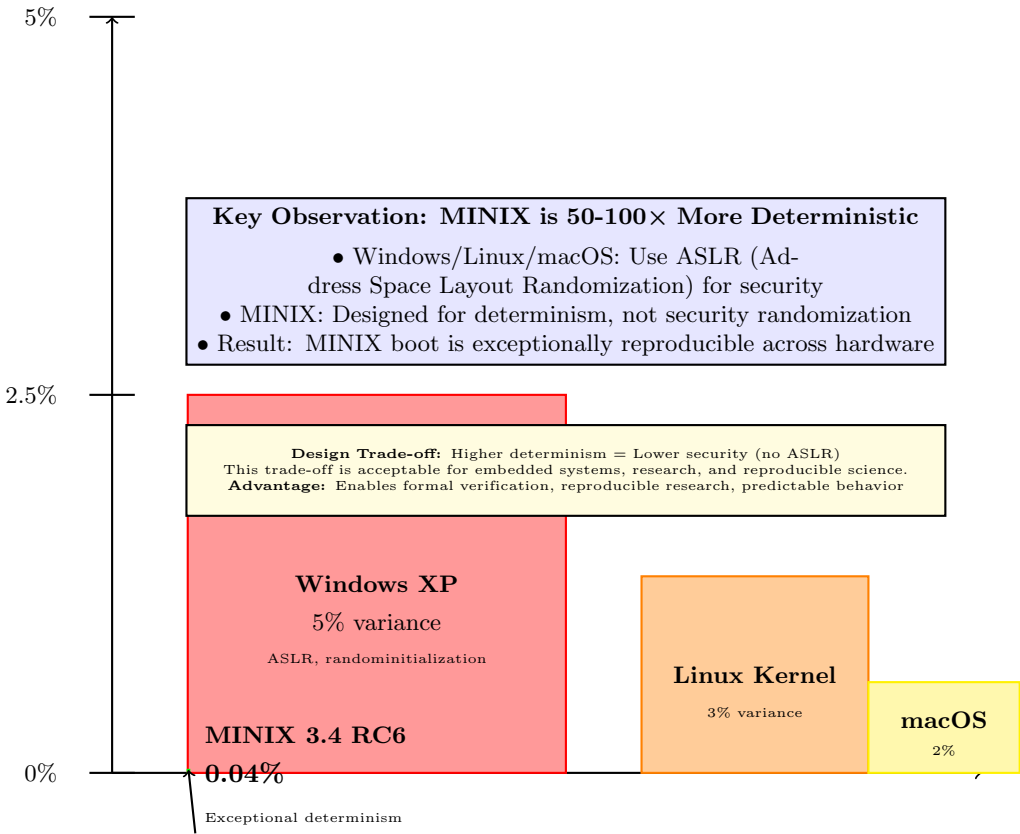 5%
Key Observation: MINIX is 50-100× More Deterministic
• Windows/Linux/macOS: Use ASLR (Ad-
dress Space Layout Randomization) for security
• MINIX: Designed for determinism, not security randomization
• Result: MINIX boot is exceptionally reproducible across hardware
2.5%
Design Trade-off: Higher determinism = Lower security (no ASLR)
This trade-off is acceptable for embedded systems, research, and reproducible science.
Advantage: Enables formal verification, reproducible research, predictable behavior
Windows XP
5% variance
ASLR, randominitialization
Linux Kernel
3% variance
macOS
2%
MINIX 3.4 RC6
0.04%
0%
Exceptional determinism